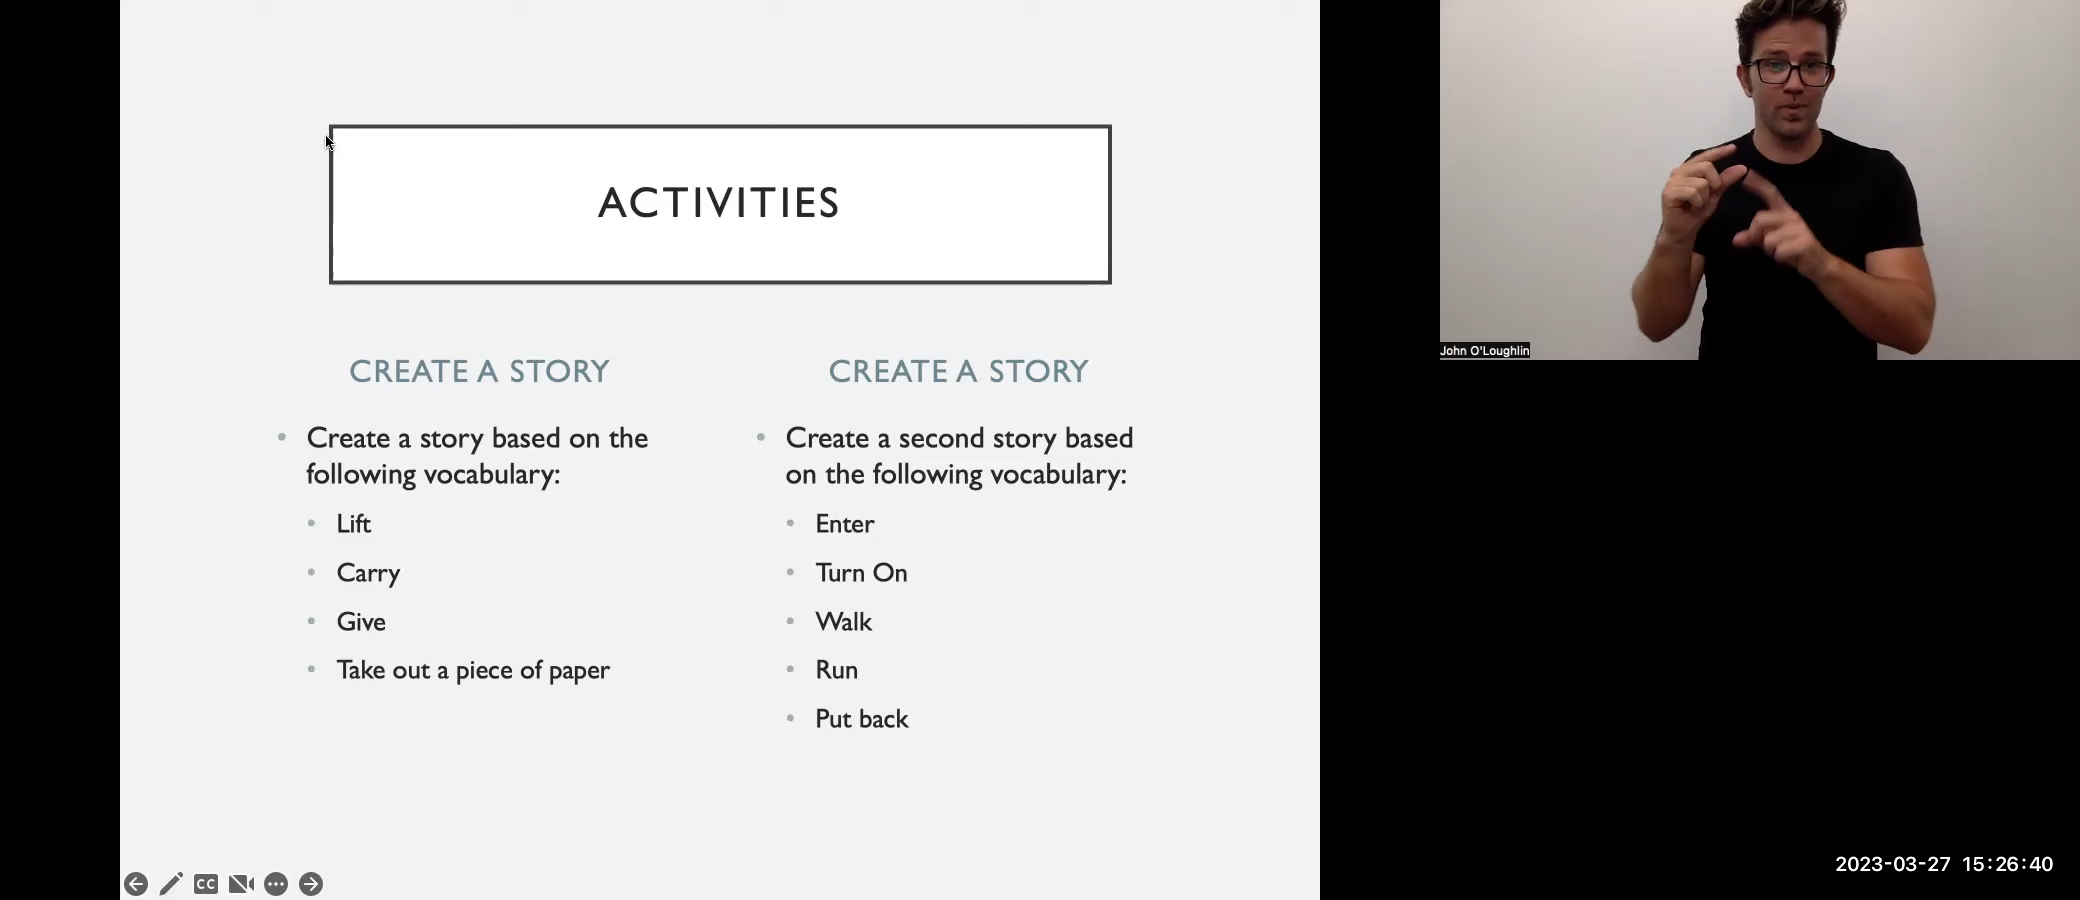 ACTIVITIES
CREATE A STORY
Create a story based on the
following vocabulary:
Lift
Carry
Give
Take out a piece of paper
CREATE A STORY
Create a second story based
on the following vocabulary:
Enter
Turn On
Walk
Run
Put back
CC
John O'Loughlin
2023-03-27 15:26:40